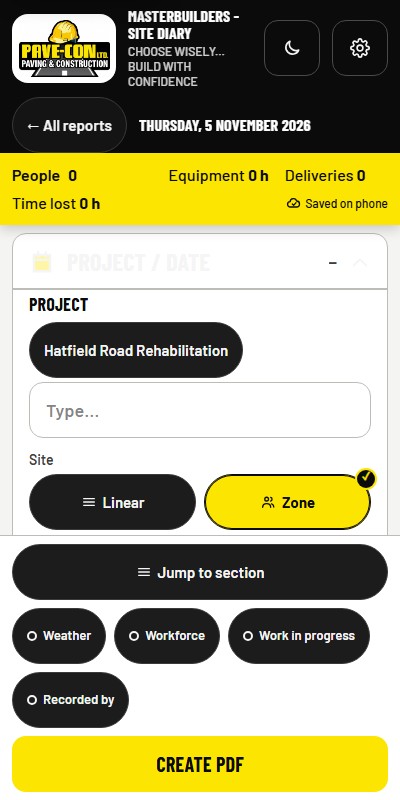 PAVE-CON LTD.
PAVING & CONSTRUCTION
MASTERBUILDERS -
SITE DIARY
CHOOSE WISELY...
BUILD WITH
CONFIDENCE
← All reports
THURSDAY, 5 NOVEMBER 2026
People 0
Equipment 0 h
Deliveries 0
Time lost 0 h
Saved on phone
PROJECT / DATE
–
PROJECT
Hatfield Road Rehabilitation
Type...
Site
Linear
Zone
Jump to section
Weather
Workforce
Work in progress
Recorded by
CREATE PDF